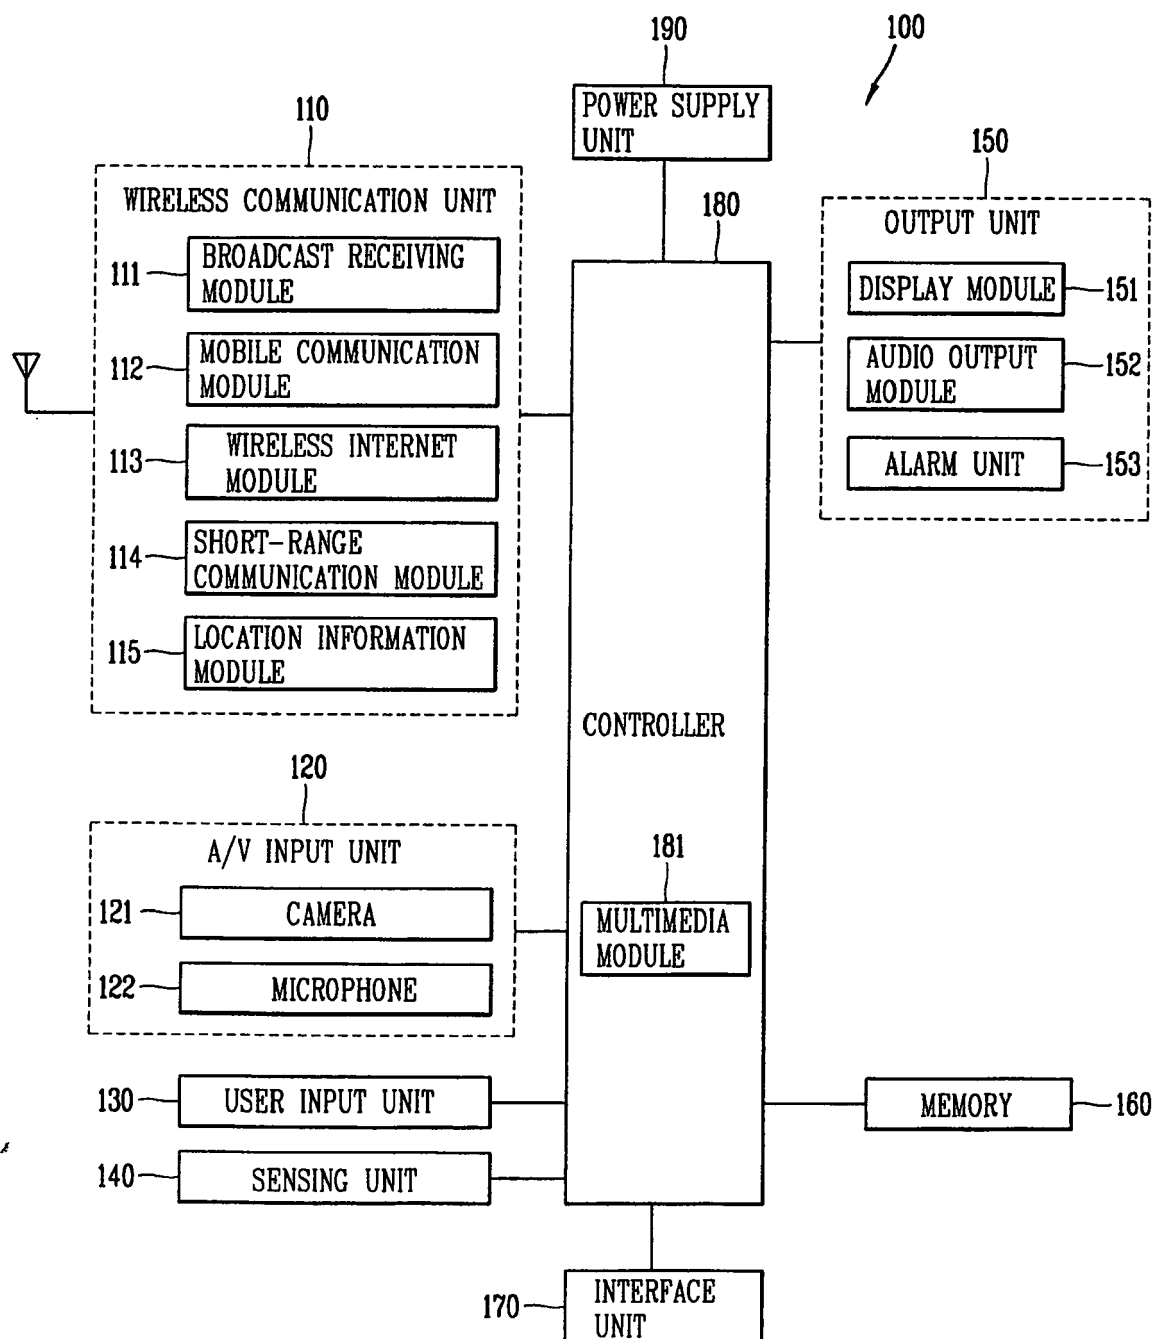 190
100
POWER SUPPLY
UNIT
110
WIRELESS COMMUNICATION UNIT
111
BROADCAST RECEIVING
MODULE
112
MOBILE COMMUNICATION
MODULE
113
WIRELESS INTERNET
MODULE
114
SHORT-RANGE
COMMUNICATION MODULE
115
LOCATION INFORMATION
MODULE
180
CONTROLLER
181
MULTIMEDIA
MODULE
150
OUTPUT UNIT
DISPLAY MODULE
151
AUDIO OUTPUT
MODULE
152
ALARM UNIT
153
120
A/V INPUT UNIT
121
CAMERA
122
MICROPHONE
130
USER INPUT UNIT
140
SENSING UNIT
MEMORY
160
170
INTERFACE
UNIT